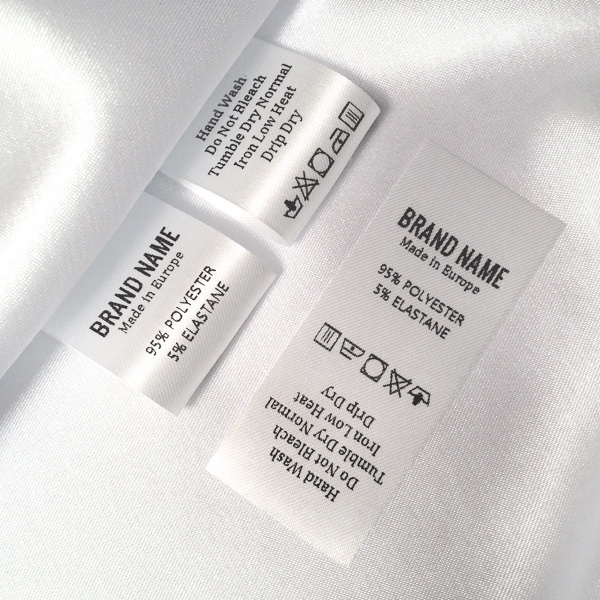 Hand Wash
Do Not Bleach
Tumble Dry Normal
Iron Low Heat
Drip Dry
BRAND NAME
Made in Europe
95% POLYESTER
5% ELASTANE
BRAND NAME
Made in Europe
95% POLYESTER
5% ELASTANE
Hand Wash
Do Not Bleach
Tumble Dry Normal
Iron Low Heat
Drip Dry